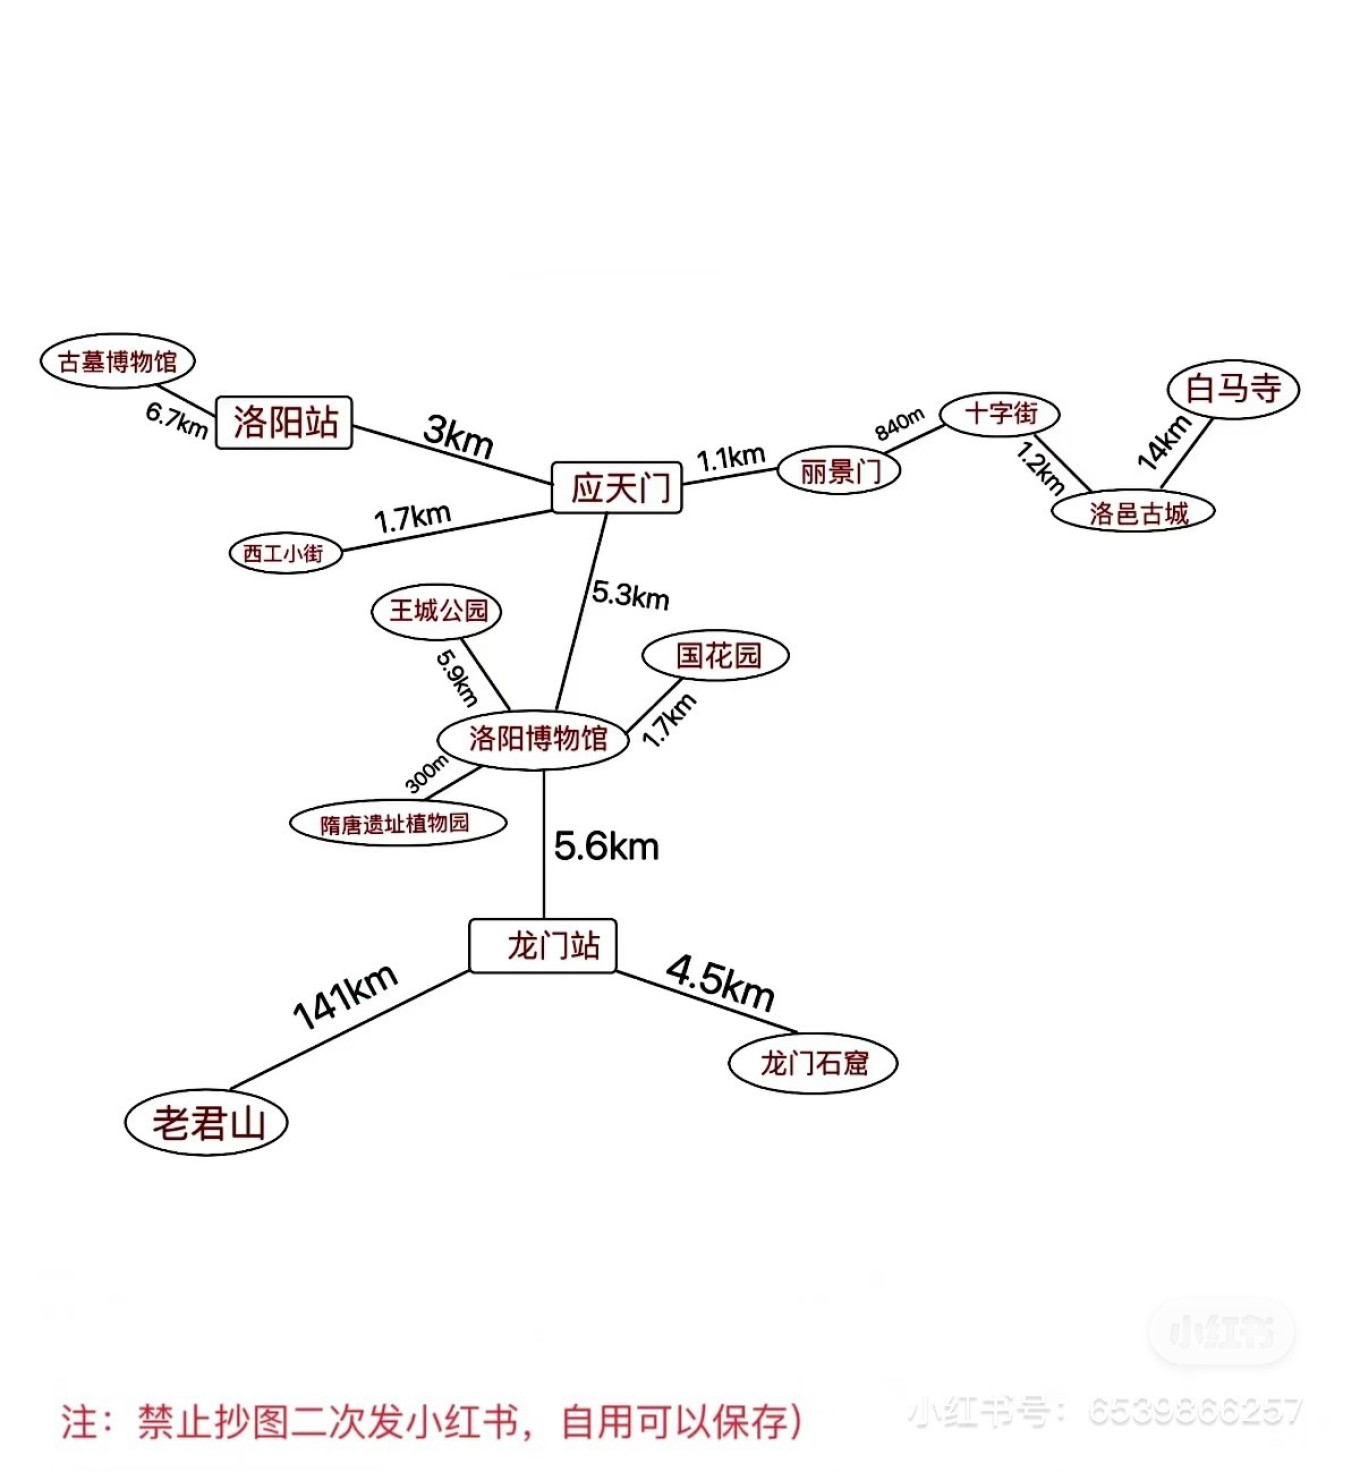 古墓博物馆
6.7km
洛阳站
3km
应天门
1.1km
丽景门
840m
十字街
1.2km
洛邑古城
14km
白马寺
西工小街
1.7km
5.3km
王城公园
5.9km
国花园
1.7km
洛阳博物馆
300m
隋唐遗址植物园
5.6km
龙门站
141km
4.5km
老君山
龙门石窟
小红书
小红书号：6539866257
注：禁止抄图二次发小红书，自用可以保存）